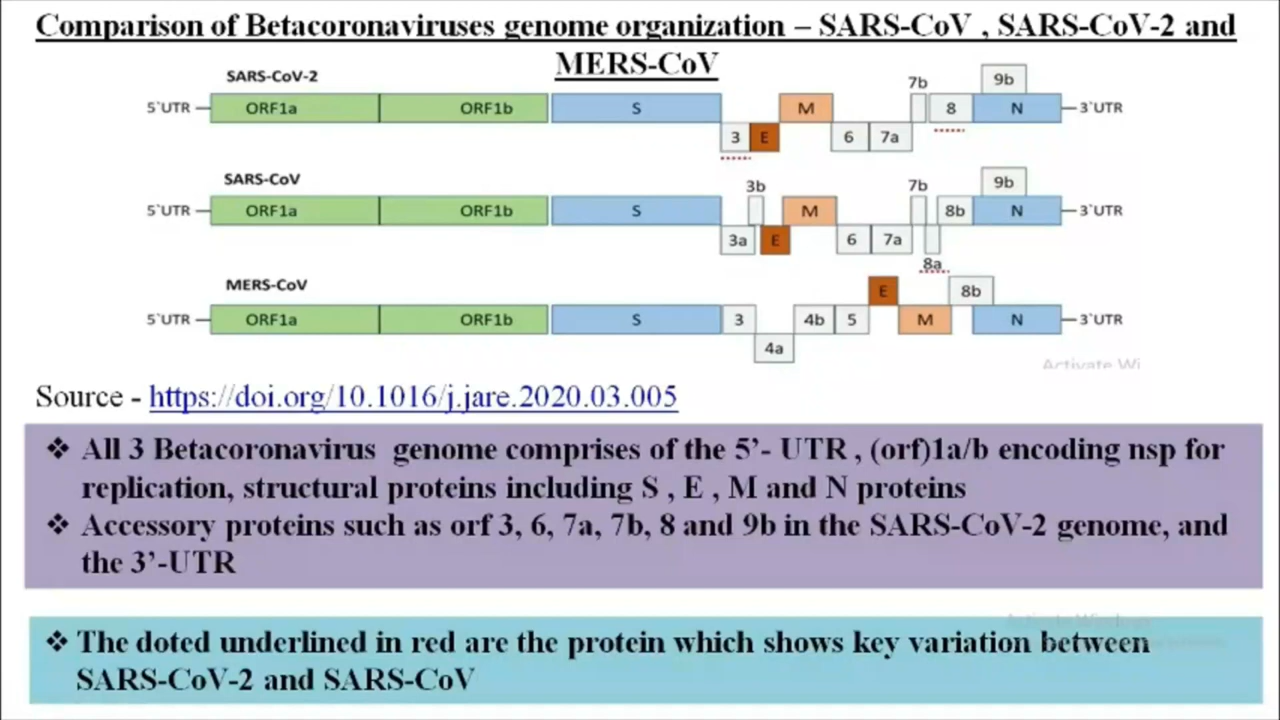 Comparison of Betacoronaviruses genome organization – SARS-CoV , SARS-CoV-2 and
MERS-CoV
SARS-CoV-2
7b 9b
5`UTR ORF1a ORF1b S M 8 N 3`UTR
3 E 6 7a
SARS-CoV
3b 7b 9b
5`UTR ORF1a ORF1b S M 8b N 3`UTR
3a E 6 7a
8a
MERS-CoV
E 8b
5`UTR ORF1a ORF1b S 3 4b 5 M N 3`UTR
4a
Activate Wi
Source - https://doi.org/10.1016/j.jare.2020.03.005
❖ All 3 Betacoronavirus genome comprises of the 5’- UTR , (orf)1a/b encoding nsp for
replication, structural proteins including S , E , M and N proteins
❖ Accessory proteins such as orf 3, 6, 7a, 7b, 8 and 9b in the SARS-CoV-2 genome, and
the 3’-UTR
Activate Windows
❖ The doted underlined in red are the protein which shows key variation between
SARS-CoV-2 and SARS-CoV